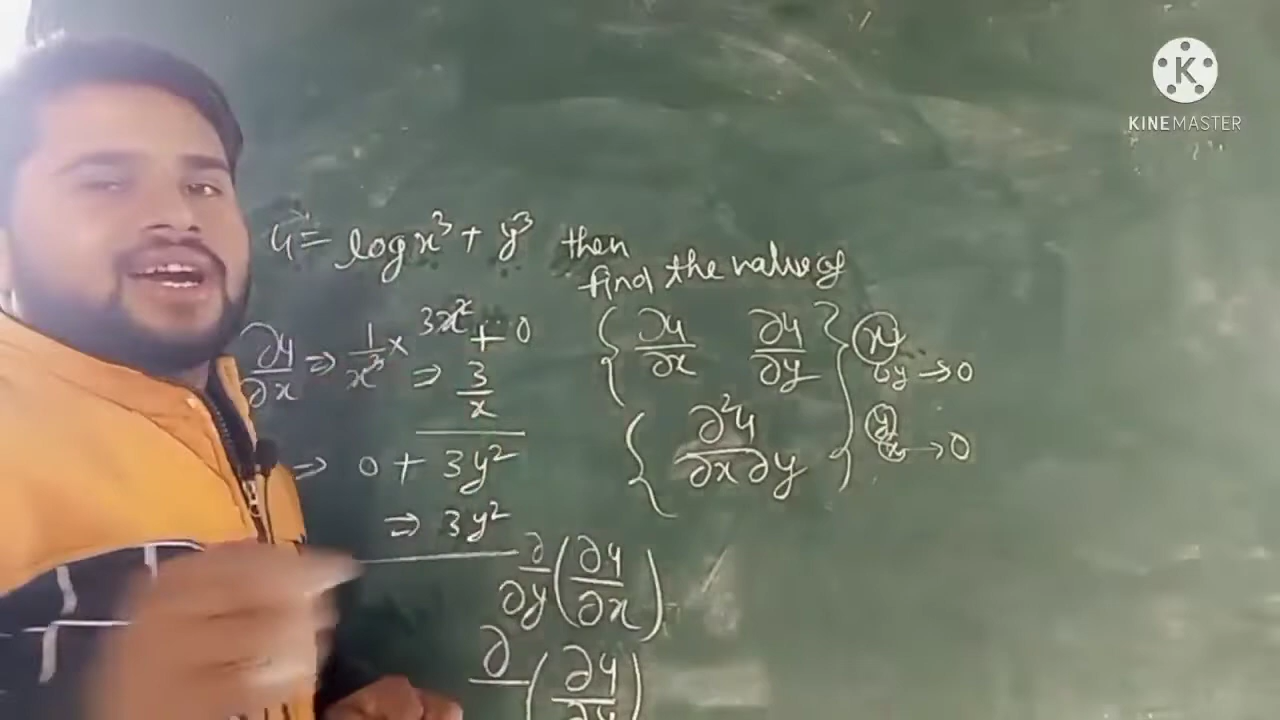 K
KINEMASTER
u = log x³ + y³ then
find the value of
∂u/∂x ⇒ 1/x³ × 3x² + 0
⇒ 3/x
⇒ 0 + 3y²
⇒ 3y²
{ ∂u/∂x ∂u/∂y }
{ ∂²u/∂x∂y }
x
y → 0
y
x → 0
∂/∂y (∂u/∂x)
∂ (∂u/∂y)